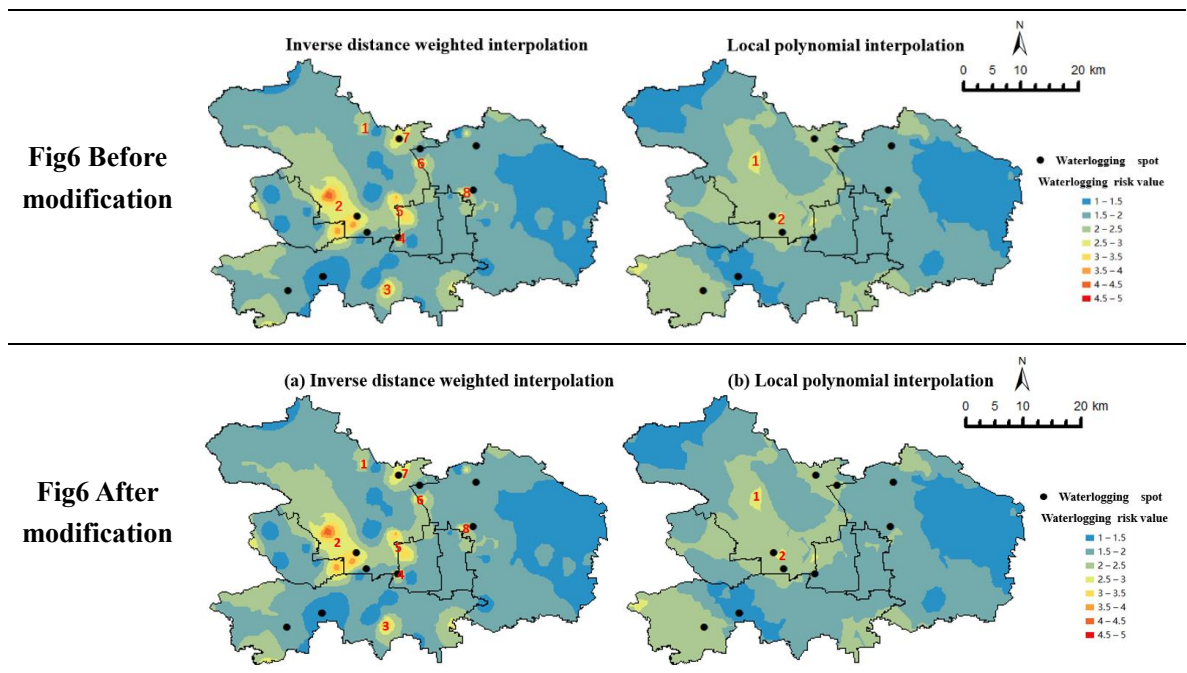 Inverse distance weighted interpolation
Local polynomial interpolation
N
0 5 10 20 km
Fig6 Before
modification
1
7
6
8
2
5
4
3
1
2
Waterlogging spot
Waterlogging risk value
1 – 1.5
1.5 – 2
2 – 2.5
2.5 – 3
3 – 3.5
3.5 – 4
4 – 4.5
4.5 – 5
(a) Inverse distance weighted interpolation
(b) Local polynomial interpolation
N
0 5 10 20 km
Fig6 After
modification
1
7
6
8
2
5
4
3
1
2
Waterlogging spot
Waterlogging risk value
1 – 1.5
1.5 – 2
2 – 2.5
2.5 – 3
3 – 3.5
3.5 – 4
4 – 4.5
4.5 – 5